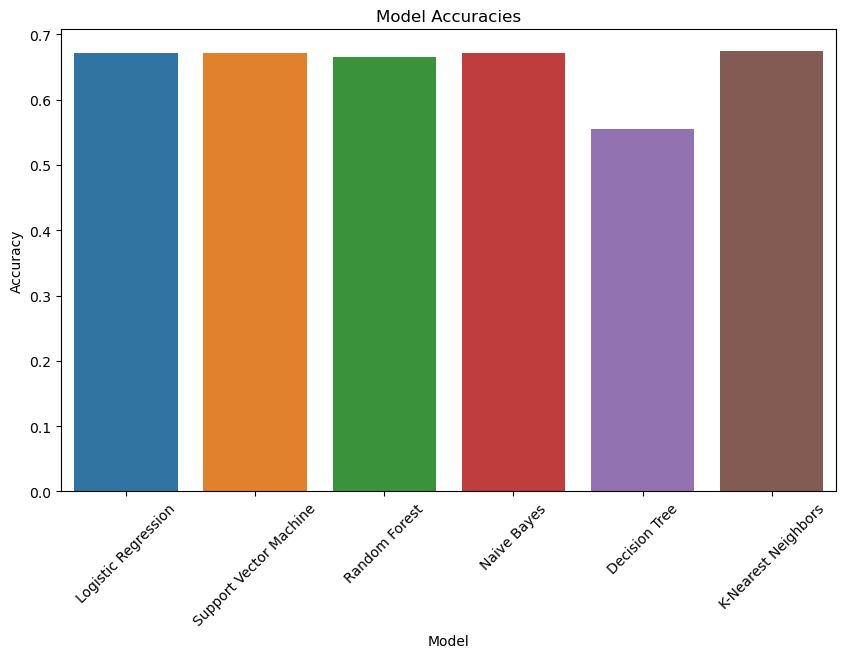 Model Accuracies
0.7
0.6
0.5
0.4
0.3
0.2
0.1
0.0
Accuracy
Logistic Regression
Support Vector Machine
Random Forest
Naive Bayes
Decision Tree
K-Nearest Neighbors
Model